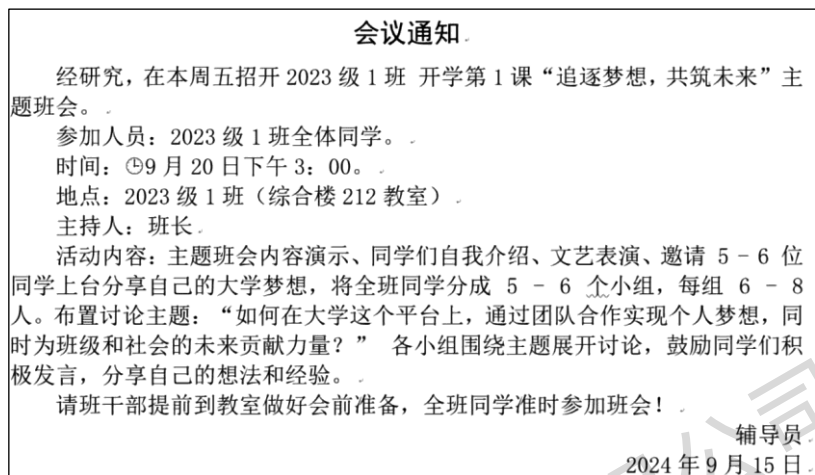 会议通知
经研究，在本周五招开 2023 级 1 班 开学第 1 课“追逐梦想，共筑未来”主
题班会。
参加人员：2023 级 1 班全体同学。
时间：🕒9 月 20 日下午 3：00。
地点：2023 级 1 班（综合楼 212 教室）
主持人：班长
活动内容：主题班会内容演示、同学们自我介绍、文艺表演、邀请 5－6 位
同学上台分享自己的大学梦想，将全班同学分成 5 － 6 个小组，每组 6 － 8
人。布置讨论主题：“如何在大学这个平台上，通过团队合作实现个人梦想，同
时为班级和社会的未来贡献力量？” 各小组围绕主题展开讨论，鼓励同学们积
极发言，分享自己的想法和经验。
请班干部提前到教室做好会前准备，全班同学准时参加班会！
辅导员
2024 年 9 月 15 日
公司